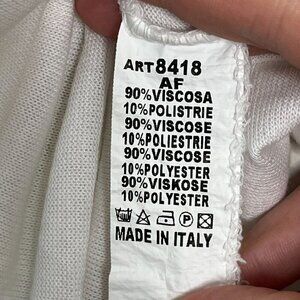 ART8418
AF
90%VISCOSA
10%POLISTRIE
90%VISCOSE
10%POLIESTRIE
90%VISCOSE
10%POLYESTER
90%VISKOSE
10%POLYESTER
P
MADE IN ITALY